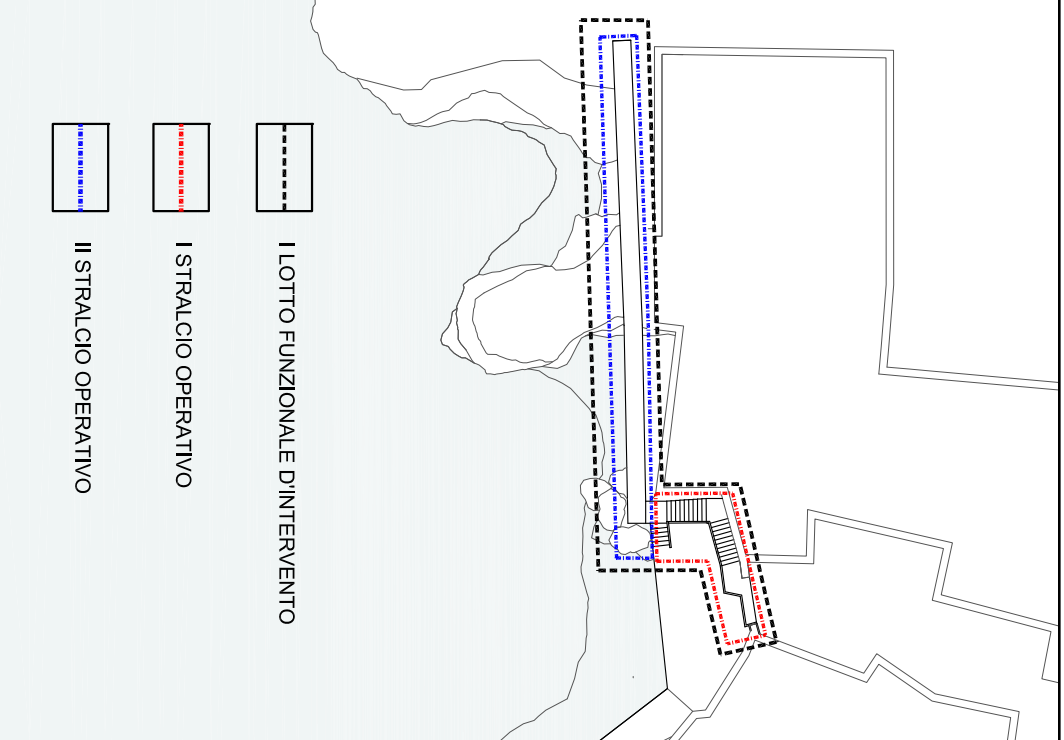 I LOTTO FUNZIONALE D'INTERVENTO
I STRALCIO OPERATIVO
II STRALCIO OPERATIVO